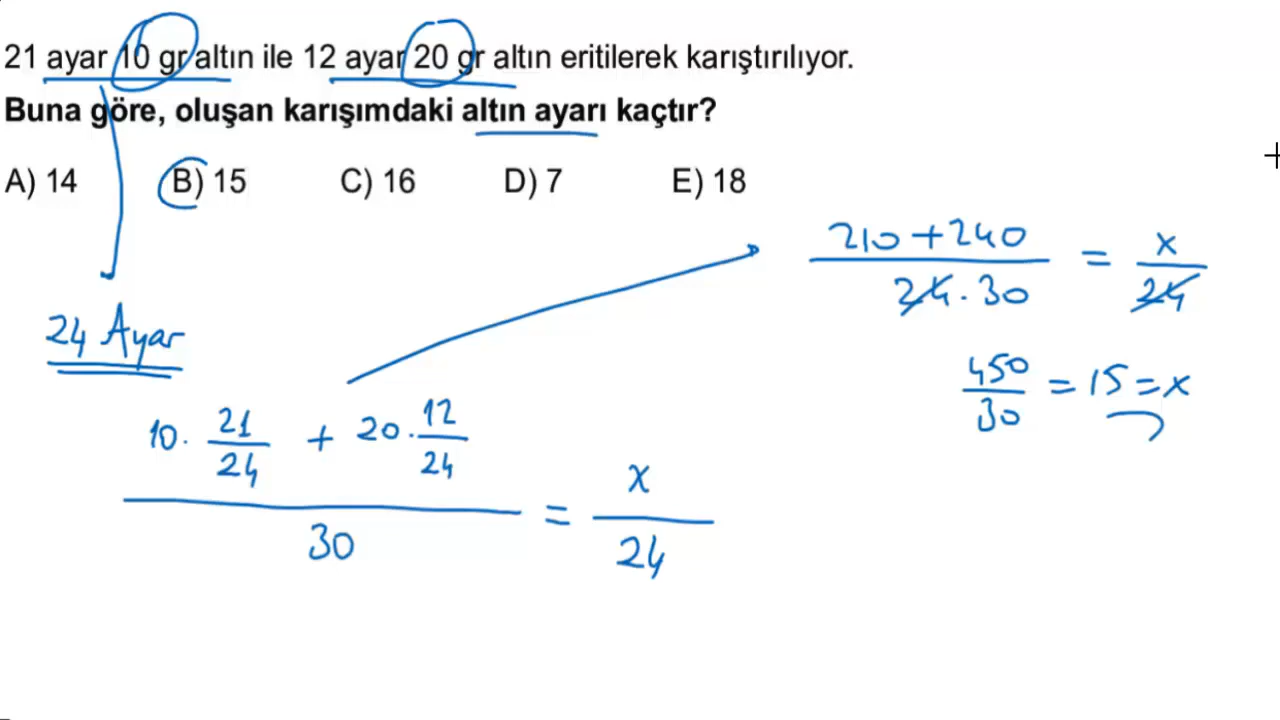 21 ayar 10 gr altın ile 12 ayar 20 gr altın eritilerek karıştırılıyor.
Buna göre, oluşan karışımdaki altın ayarı kaçtır?
A) 14 B) 15 C) 16 D) 7 E) 18
24 Ayar
10. 21/24 + 20. 12/24
30
= x/24
210 + 240
24. 30
= x/24
450/30 = 15 = x